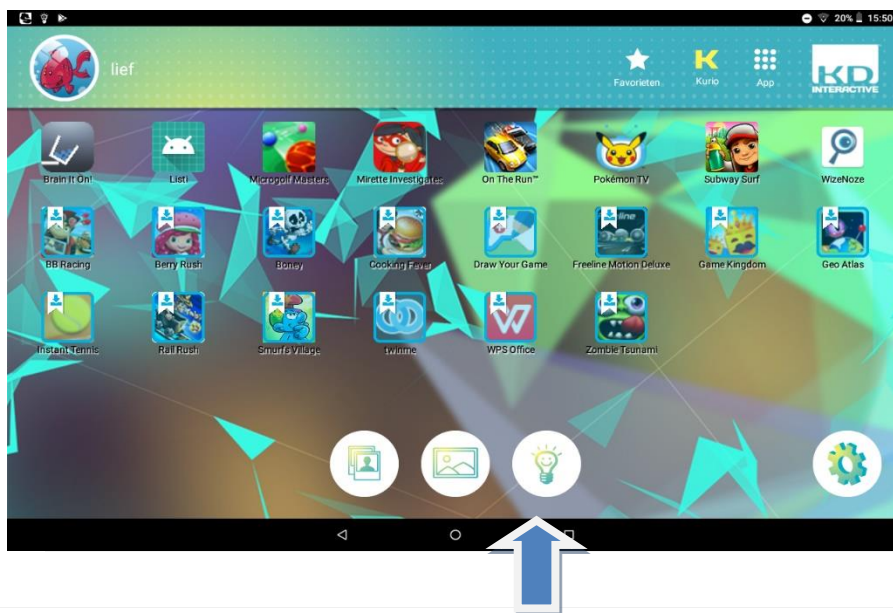 20% 15:50
lief
Favorieten Kurio App
KD
INTERACTIVE
Brain It On! Listi Microgolf Masters Mirette Investigates On The Run™ Pokémon TV Subway Surf WizeNoze
BB Racing Berry Rush Boney Cooking Fever Draw Your Game Freeline Motion Deluxe Game Kingdom Geo Atlas
Instant Tennis Rail Rush Smurfs Village twinme WPS Office Zombie Tsunami